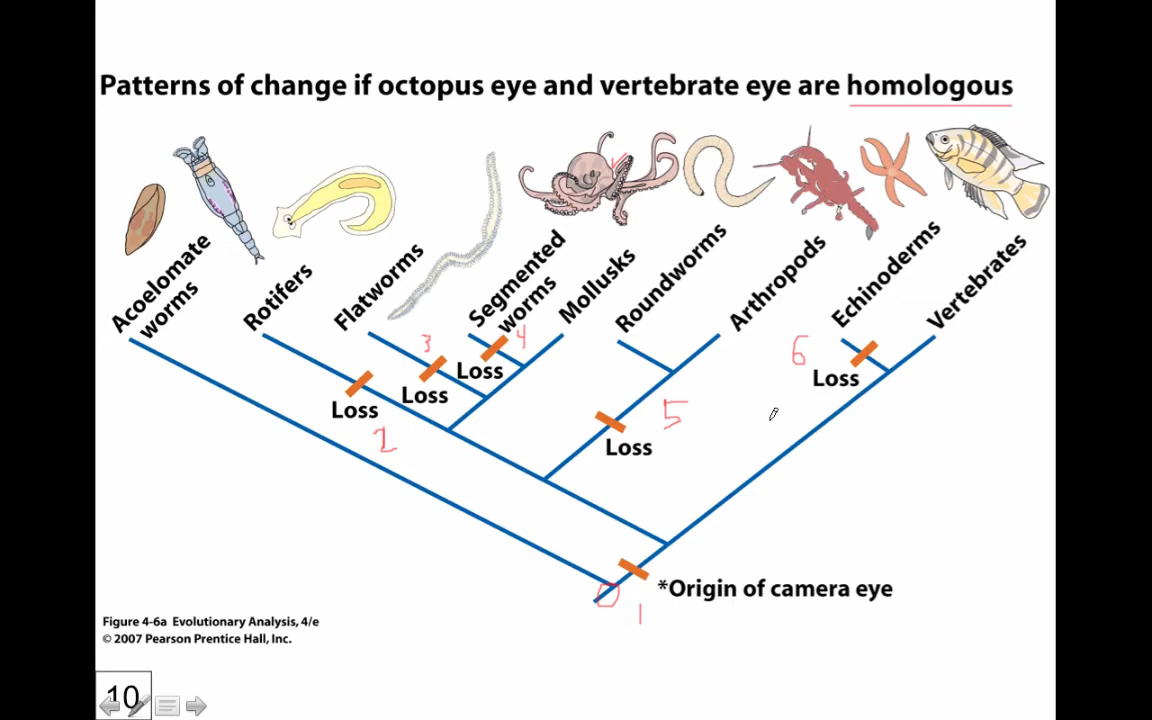 Patterns of change if octopus eye and vertebrate eye are homologous
Acoelomate
worms
Rotifers
Flatworms
Segmented
worms
Mollusks
Roundworms
Arthropods
Echinoderms
Vertebrates
3
4
6
Loss
Loss
Loss
Loss
2
5
Loss
*Origin of camera eye
0
1
Figure 4-6a Evolutionary Analysis, 4/e
© 2007 Pearson Prentice Hall, Inc.
10